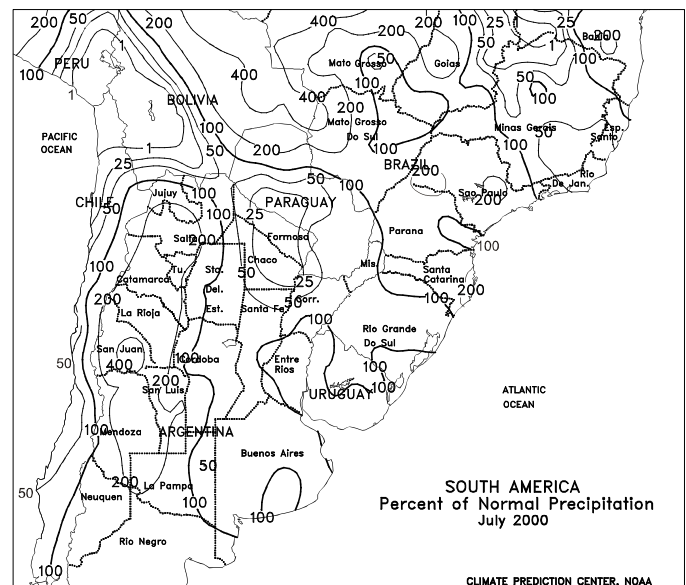 200 50 200 400 200 100 25 1 25
1 50 1 Bahia 200
PERU Mato Grosso 50 Goias 100
100 400 100 50
1 BOLIVIA 400 200 100
Mato Grosso
PACIFIC 100 Do Sul Minas Gerais 50 Esp.
OCEAN 1 50 200 100 100 Santo
25 BRAZIL
50 100 200 Rio
CHILE Jujuy 100 PARAGUAY Sao Paulo De Jan.
50 100 25 200
Salta 200 Formosa Parana
100
100 Tu. Sta. Chaco Mis. Santa
Catamarca 50 25 Catarina
200 Del. 50 Corr. 100 200
La Rioja Est. Santa Fe 100
Rio Grande
San Juan 100 Cordoba Do Sul
50 400 Entre 100
200 Rios
San Luis URUGUAY 100
ATLANTIC
OCEAN
100 Mendoza ARGENTINA
Buenos Aires
50
SOUTH AMERICA
50 200 La Pampa
Neuquen 100 Percent of Normal Precipitation
100 July 2000
Rio Negro
100
CLIMATE PREDICTION CENTER, NOAA